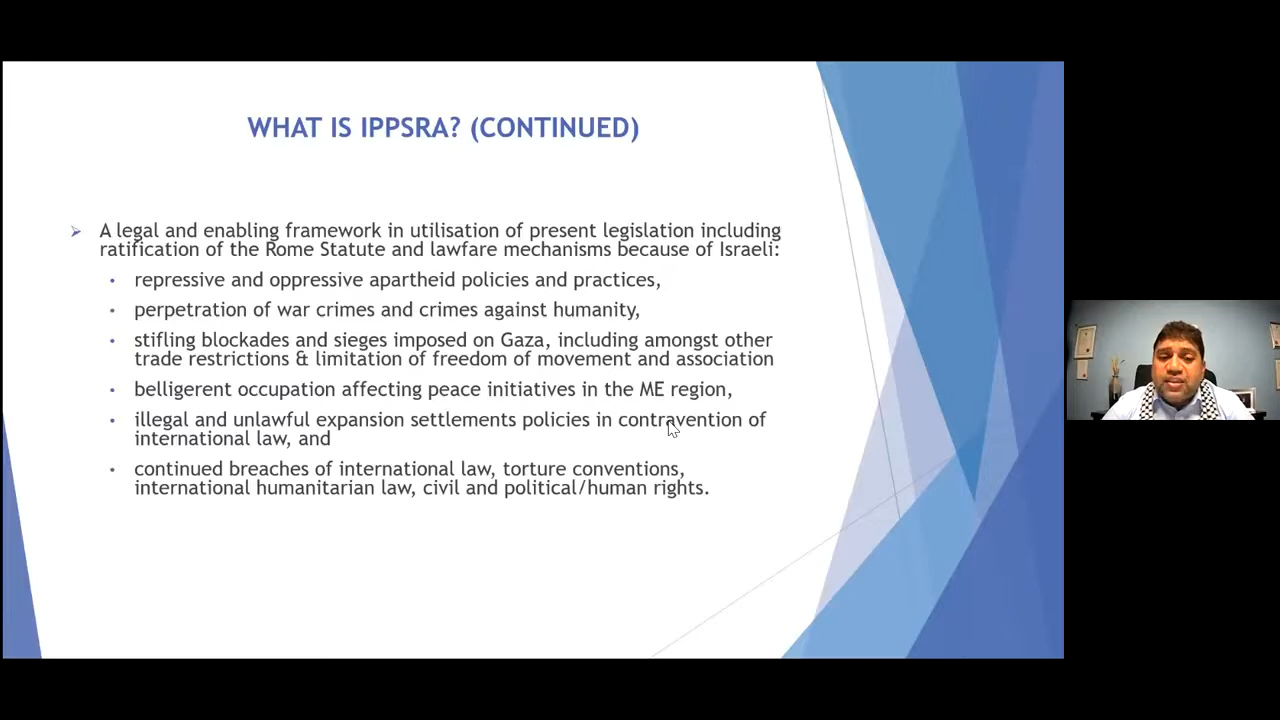 WHAT IS IPPSRA? (CONTINUED)
A legal and enabling framework in utilisation of present legislation including
ratification of the Rome Statute and lawfare mechanisms because of Israeli:
repressive and oppressive apartheid policies and practices,
perpetration of war crimes and crimes against humanity,
stifling blockades and sieges imposed on Gaza, including amongst other
trade restrictions & limitation of freedom of movement and association
belligerent occupation affecting peace initiatives in the ME region,
illegal and unlawful expansion settlements policies in contravention of
international law, and
continued breaches of international law, torture conventions,
international humanitarian law, civil and political/human rights.